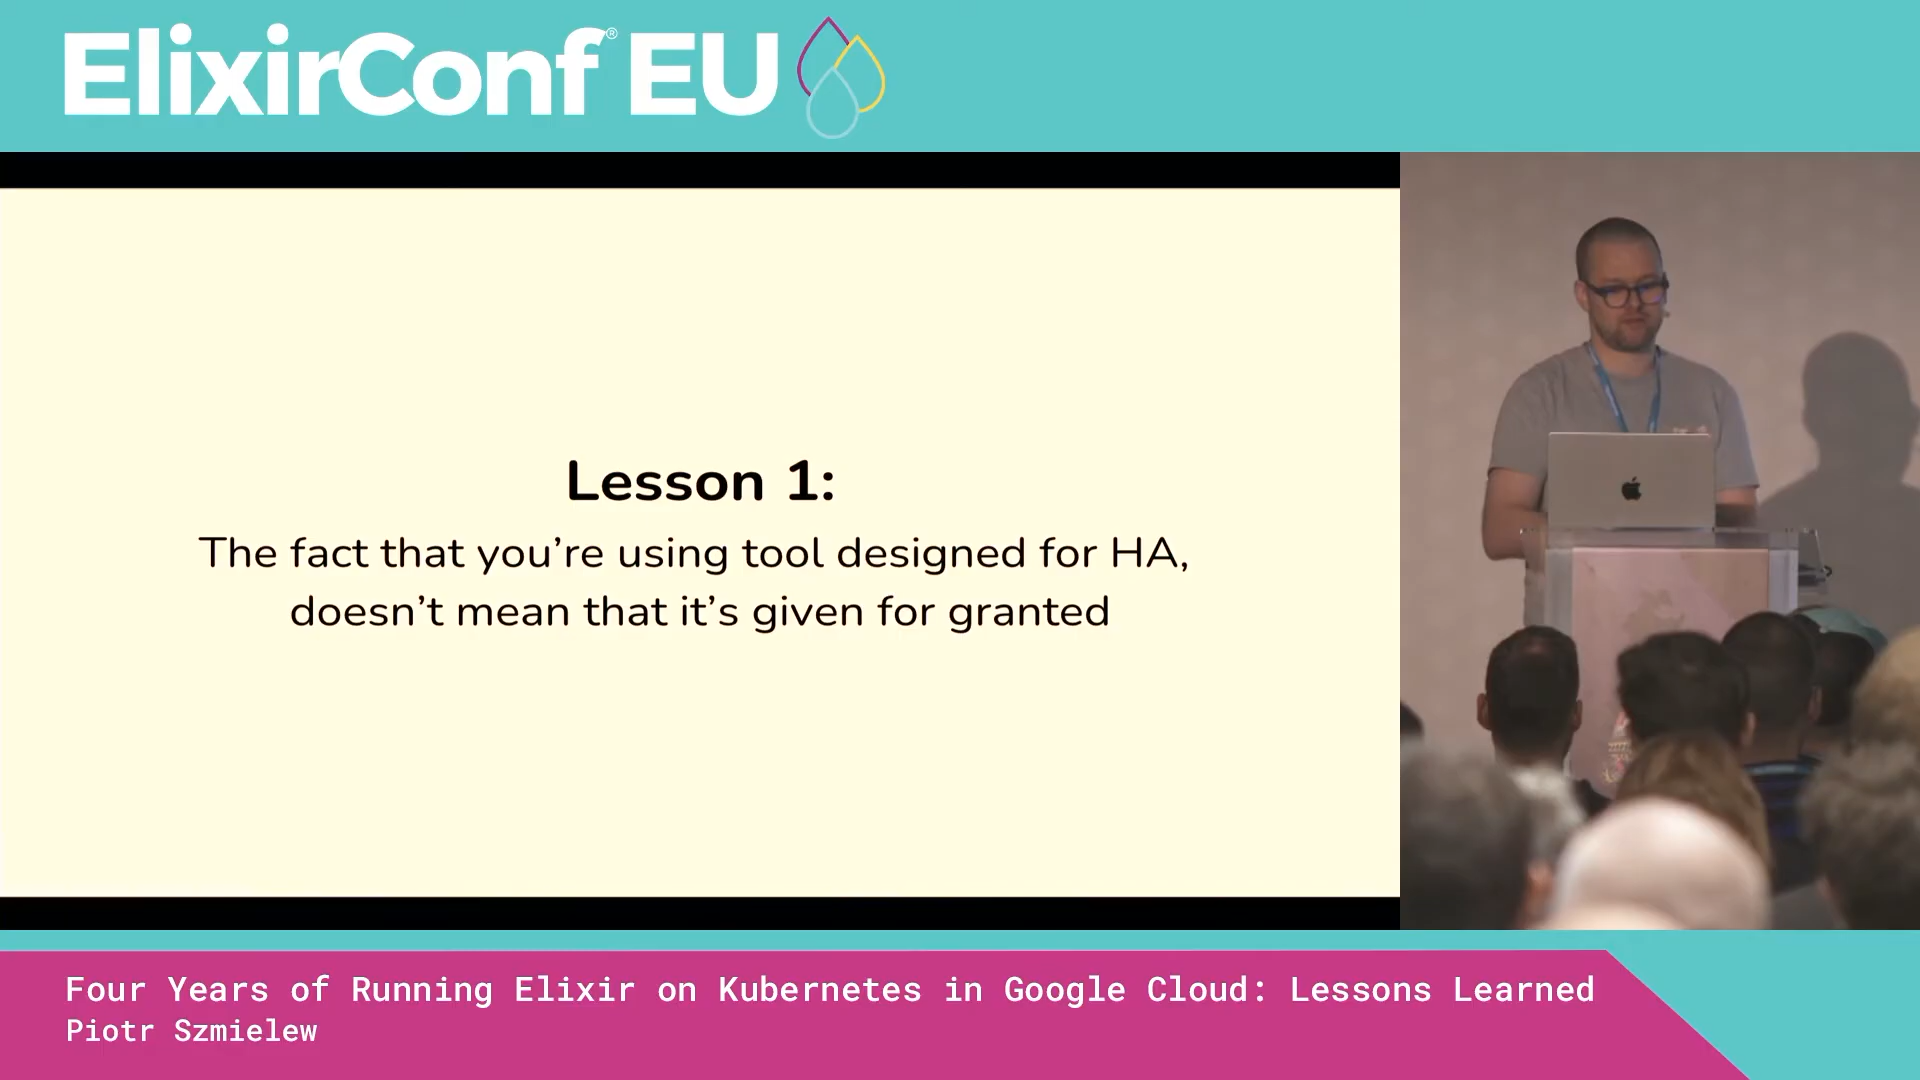 ElixirConf® EU
Lesson 1:
The fact that you’re using tool designed for HA,
doesn’t mean that it’s given for granted
Four Years of Running Elixir on Kubernetes in Google Cloud: Lessons Learned
Piotr Szmielew